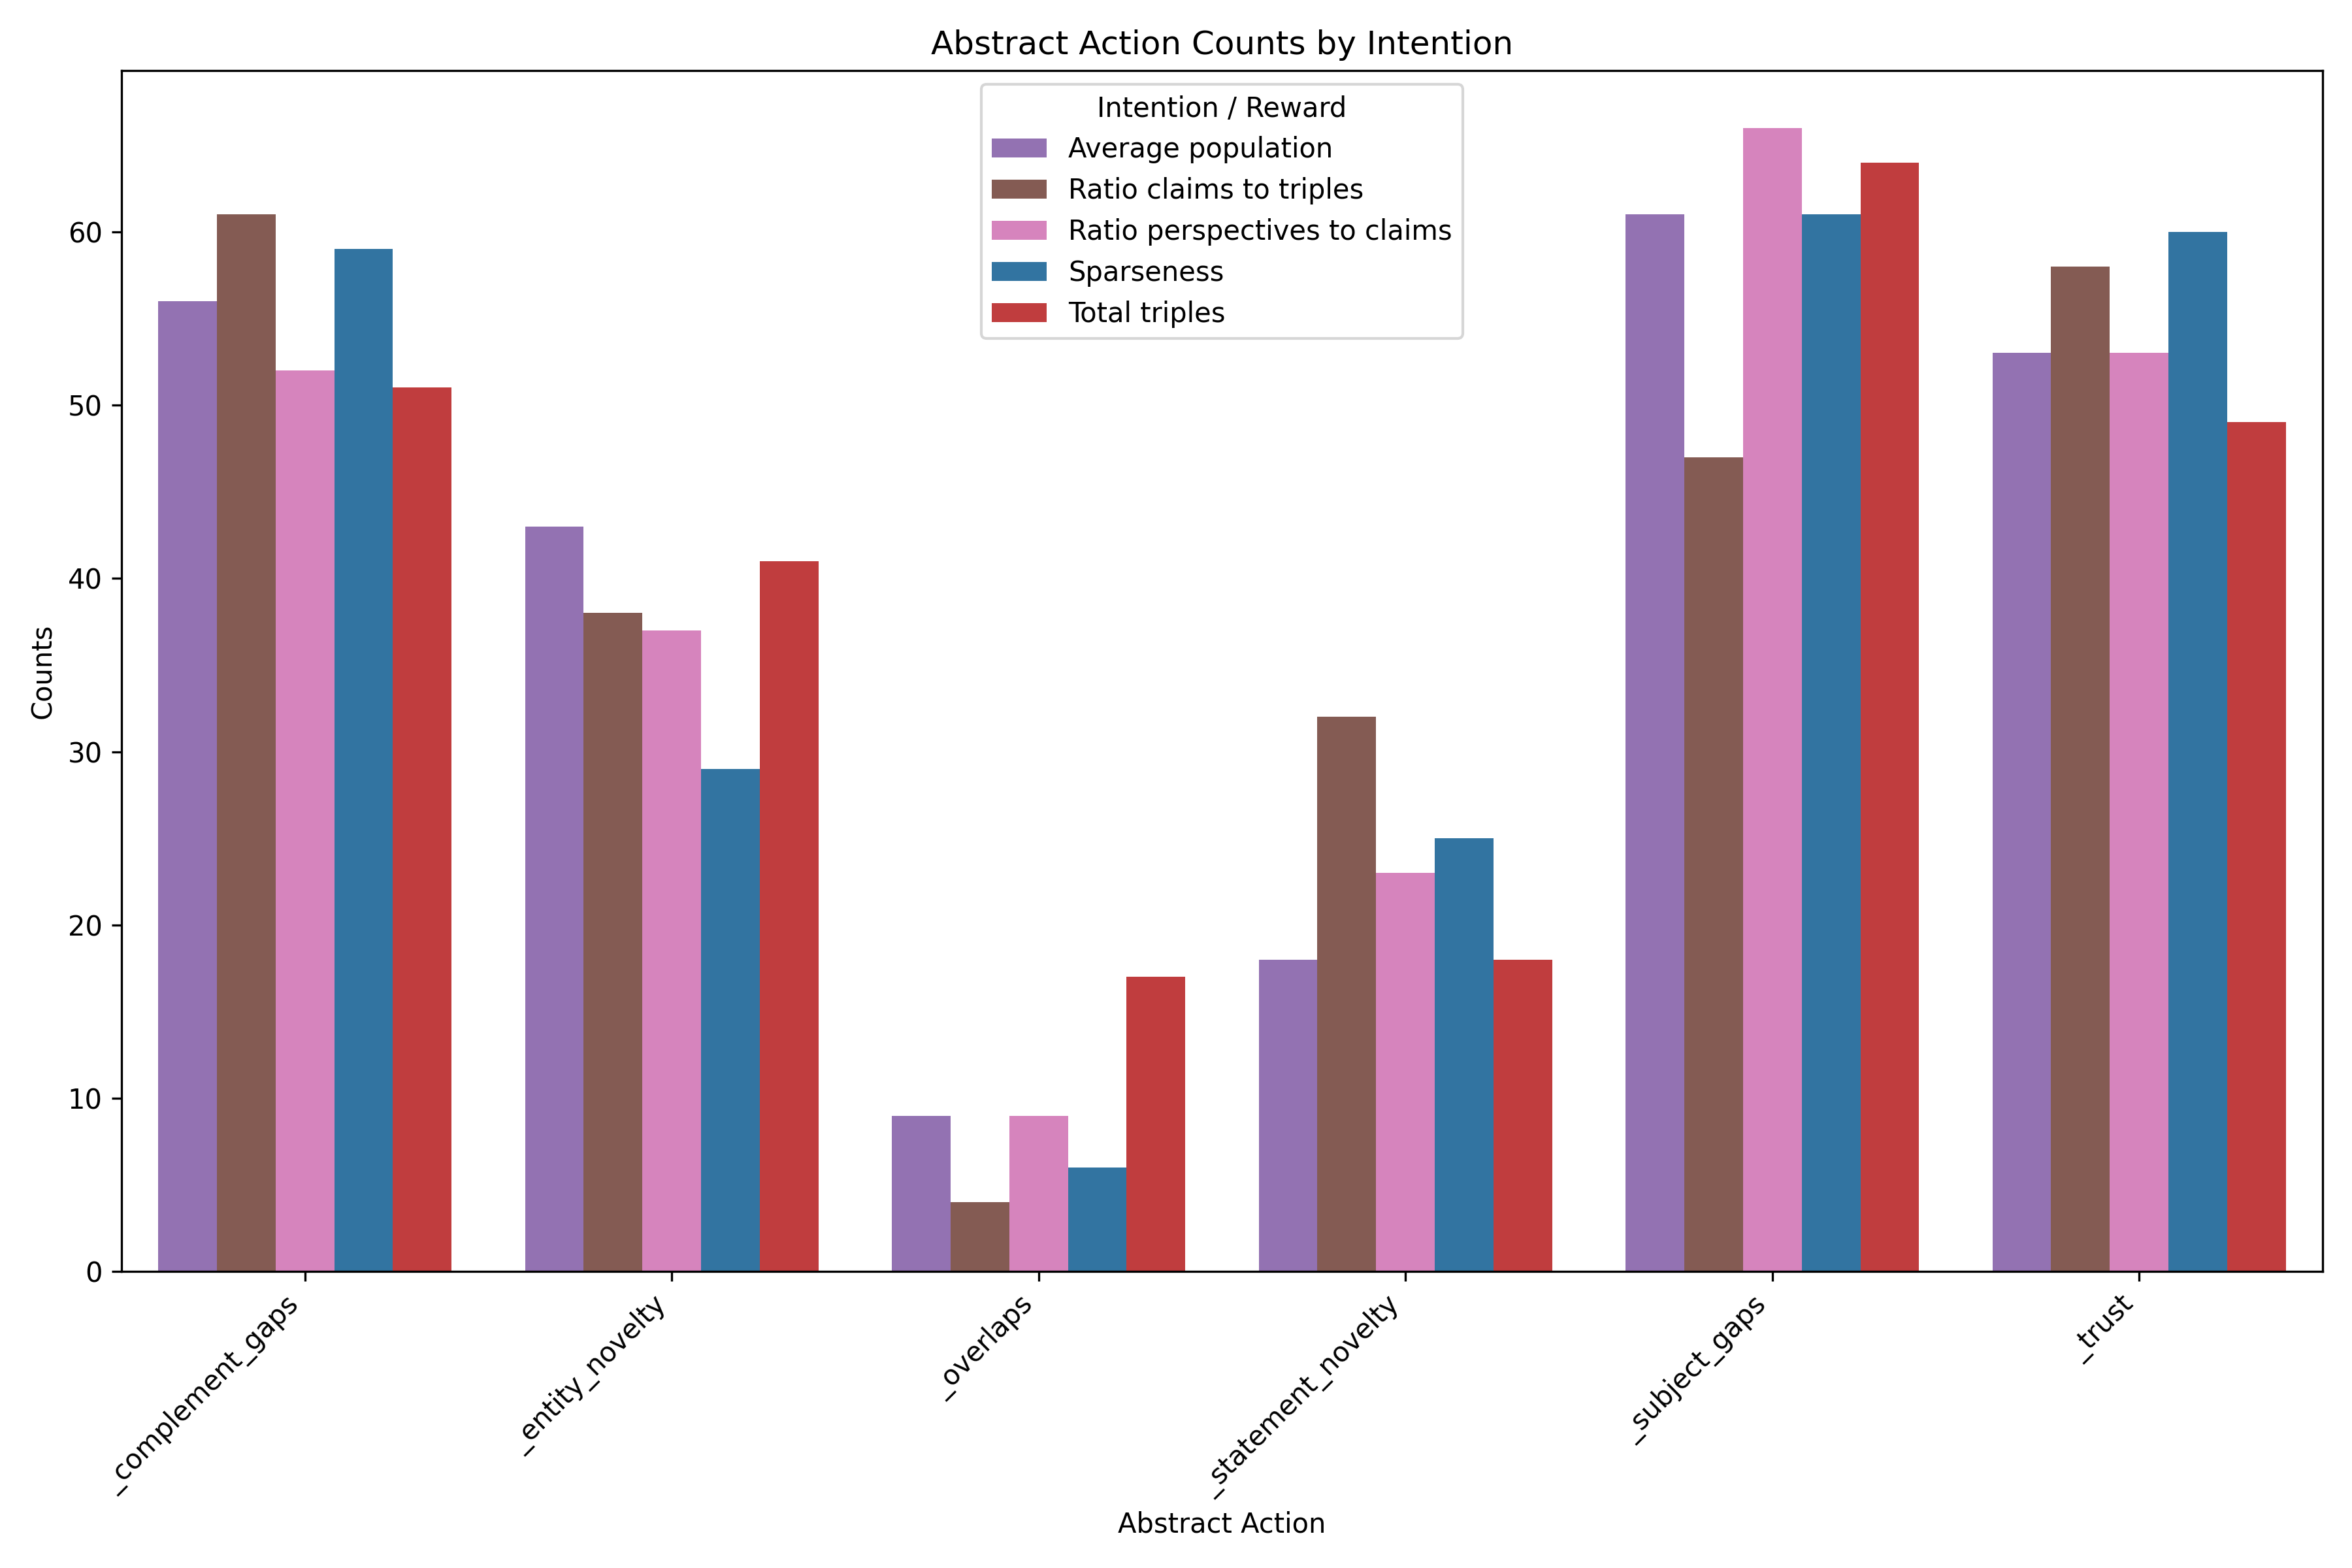 Abstract Action Counts by Intention
Intention / Reward
Average population
Ratio claims to triples
Ratio perspectives to claims
Sparseness
Total triples
Counts
60
50
40
30
20
10
0
_complement_gaps
_entity_novelty
_overlaps
_statement_novelty
_subject_gaps
_trust
Abstract Action